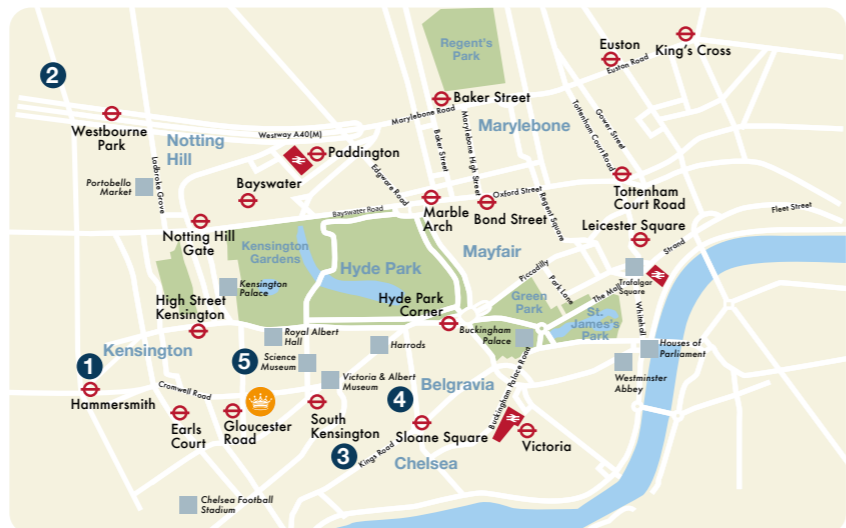 Regent's
Park
Euston
King's Cross
Euston Road
2
Baker Street
Marylebone Road
Marylebone
Westbourne
Park
Notting
Hill
Westway A40(M)
Paddington
Baker Street
Marylebone High Street
Tottenham Court Road
Gower Street
Ladbroke Grove
Portobello
Market
Bayswater
Edgware Road
Oxford Street
Tottenham
Court Road
Marble
Arch
Bond Street
Regent Square
Bayswater Road
Fleet Street
Notting Hill
Gate
Leicester Square
Strand
Kensington
Gardens
Mayfair
Hyde Park
Piccadilly
Park Lane
The Mall
Trafalgar
Square
Kensington
Palace
Green
Park
High Street
Kensington
Hyde Park
Corner
St.
James's
Park
Whitehall
Royal Albert
Hall
Harrods
Buckingham
Palace
Houses of
Parliament
1
Kensington
5
Science
Museum
Victoria & Albert
Museum
Belgravia
Buckingham Palace Road
Westminster
Abbey
Hammersmith
Cromwell Road
4
Earls
Court
Gloucester
Road
South
Kensington
Sloane Square
Victoria
3
Kings Road
Chelsea
Chelsea Football
Stadium